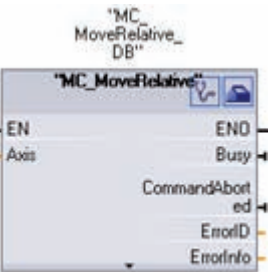 "MC_
MoveRelative_
DB"
"MC_MoveRelative"
EN
ENO
Axis
Busy
CommandAbort
ed
ErrorID
ErrorInfo